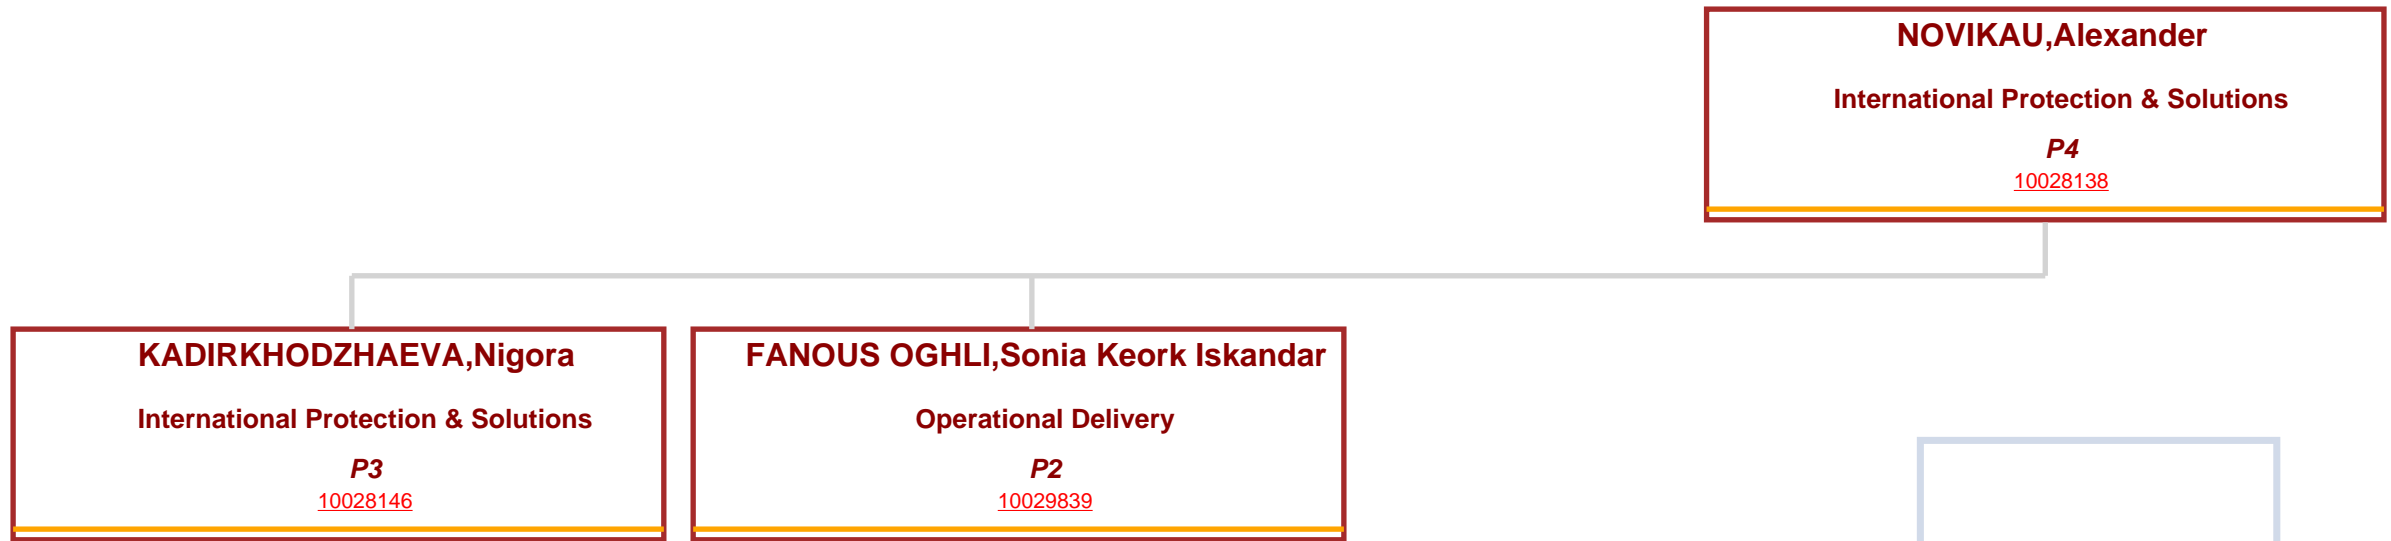 NOVIKAU,Alexander
International Protection & Solutions
P4
10028138
KADIRKHODZHAEVA,Nigora
International Protection & Solutions
P3
10028146
FANOUS OGHLI,Sonia Keork Iskandar
Operational Delivery
P2
10029839